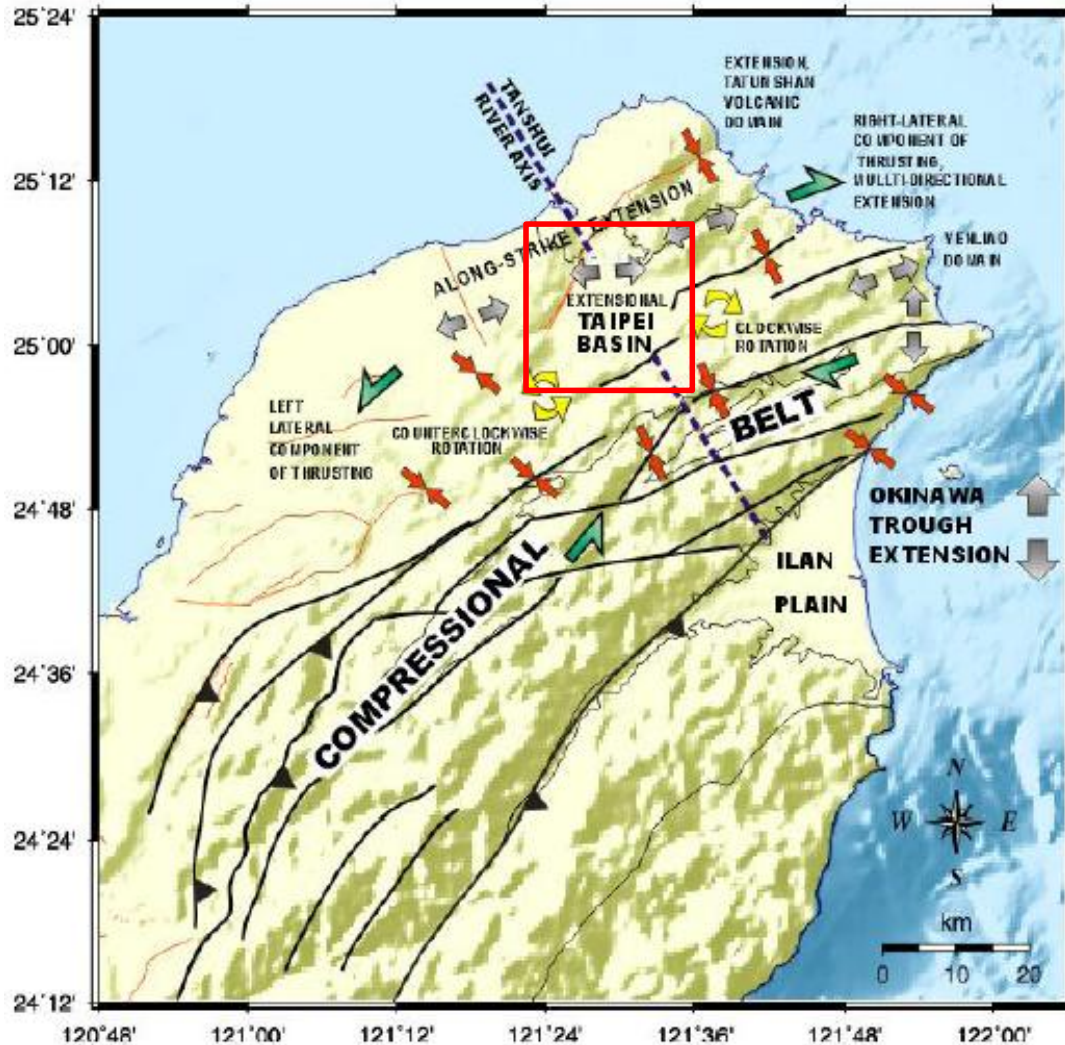 25°24'
25°12'
25°00'
24°48'
24°36'
24°24'
24°12'
120°48'
121°00'
121°12'
121°24'
121°36'
121°48'
122°00'
TANSHUI
RIVER AXIS
EXTENSION,
TATUN SHAN
VOLCANIC
DOMAIN
RIGHT-LATERAL
COMPONENT OF
THRUSTING,
MULLTI-DIRECTIONAL
EXTENSION
YENLIAO
DOMAIN
ALONG-STRIKE EXTENSION
EXTENSIONAL
TAIPEI
BASIN
CLOCKWISE
ROTATION
LEFT
LATERAL
COMPONENT
OF THRUSTING
COUNTERCLOCKWISE
ROTATION
COMPRESSIONAL
BELT
OKINAWA
TROUGH
EXTENSION
ILAN
PLAIN
N
W
E
S
km
0 10 20